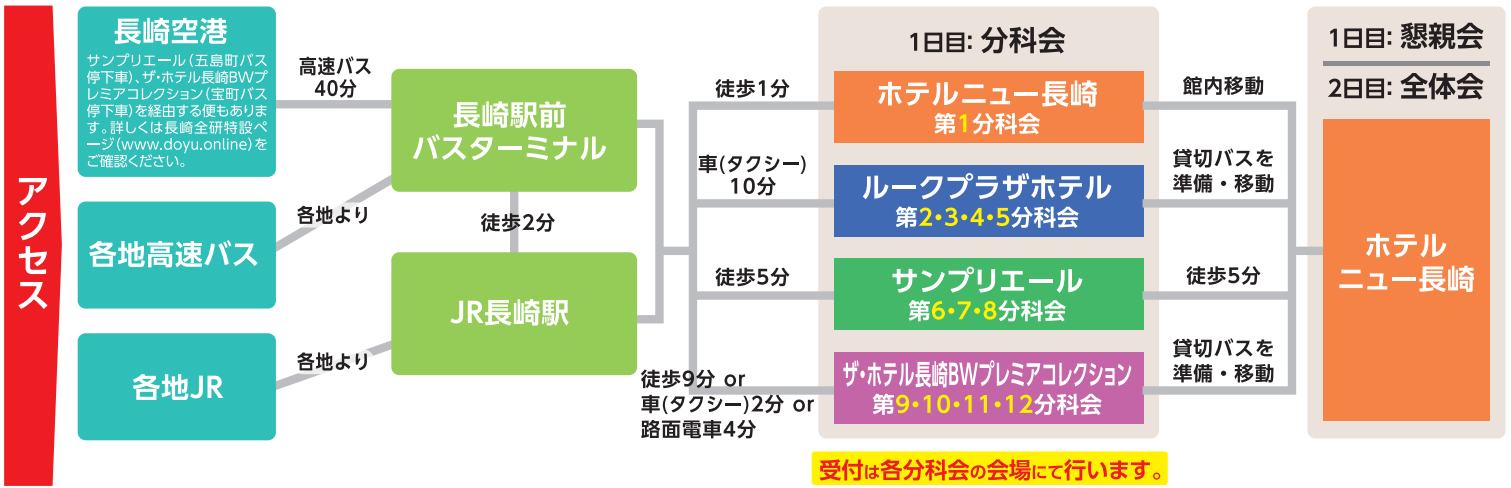 アクセス
長崎空港
サンプリエール（五島町バス
停下車）、ザ・ホテル長崎BWプ
レミアコレクション（宝町バス
停下車）を経由する便もありま
す。詳しくは長崎全研特設ペ
ージ（www.doyu.online）を
ご確認ください。
各地高速バス
各地JR
高速バス
40分
各地より
各地より
長崎駅前
バスターミナル
徒歩2分
JR長崎駅
徒歩1分
車(タクシー)
10分
徒歩5分
徒歩9分 or
車(タクシー)2分 or
路面電車4分
1日目: 分科会
ホテルニュー長崎
第1分科会
ルークプラザホテル
第2・3・4・5分科会
サンプリエール
第6・7・8分科会
ザ・ホテル長崎BWプレミアコレクション
第9・10・11・12分科会
受付は各分科会の会場にて行います。
館内移動
貸切バスを
準備・移動
徒歩5分
貸切バスを
準備・移動
1日目: 懇親会
2日目: 全体会
ホテル
ニュー長崎